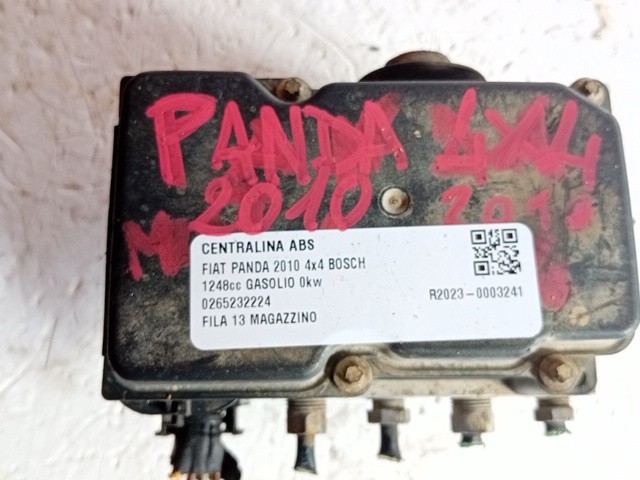 PANDA 4X4
2010
CENTRALINA ABS
FIAT PANDA 2010 4x4 BOSCH
1248cc GASOLIO 0kw
0265232224
R2023-0003241
FILA 13 MAGAZZINO